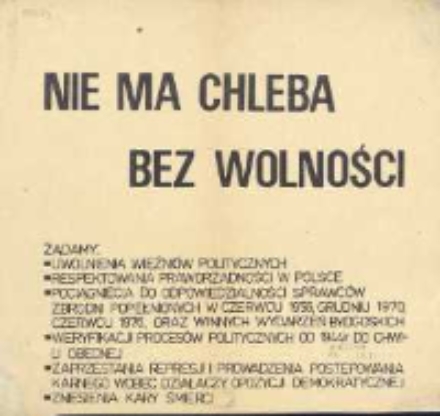 NIE MA CHLEBA
BEZ WOLNOŚCI
ŻĄDAMY:
▪UWOLNIENIA WIĘŹNIÓW POLITYCZNYCH
▪RESPEKTOWANIA PRAWORZĄDNOŚCI W POLSCE
▪POCIĄGNIĘCIA DO ODPOWIEDZIALNOŚCI SPRAWCÓW
ZBRODNI POPEŁNIONYCH W CZERWCU 1956, GRUDNIU 1970
CZERWCU 1976, ORAZ WINNYCH WYDARZEŃ BYDGOSKICH
▪WERYFIKACJI PROCESÓW POLITYCZNYCH OD 1944r DO CHWI-
LI OBECNEJ
▪ZAPRZESTANIA REPRESJI I PROWADZENIA POSTĘPOWANIA
KARNEGO WOBEC DZIAŁACZY OPOZYCJI DEMOKRATYCZNEJ
▪ZNIESIENIA KARY ŚMIERCI